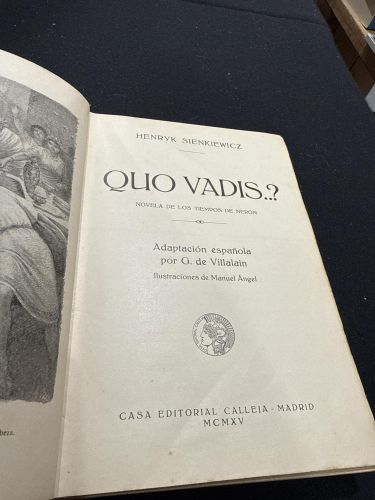 HENRYK SIENKIEWICZ
QUO VADIS..?
NOVELA DE LOS TIEMPOS DE NERÓN
Adaptación española
por G. de Villalain
Ilustraciones de Manuel Ángel
CASA EDITORIAL CALLEJA - MADRID
MCMXV